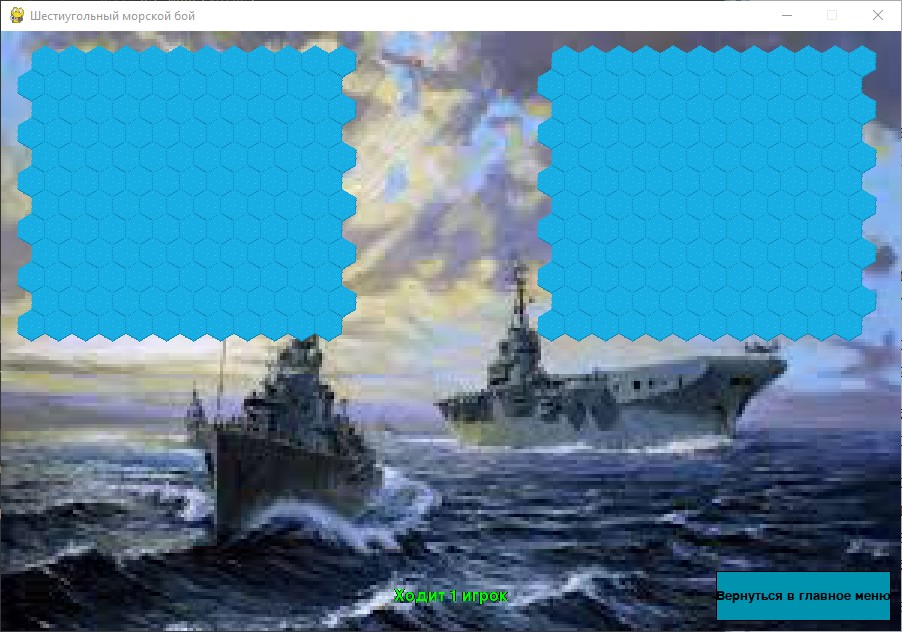 Шестиугольный морской бой
Ходит 1 игрок
Вернуться в главное меню